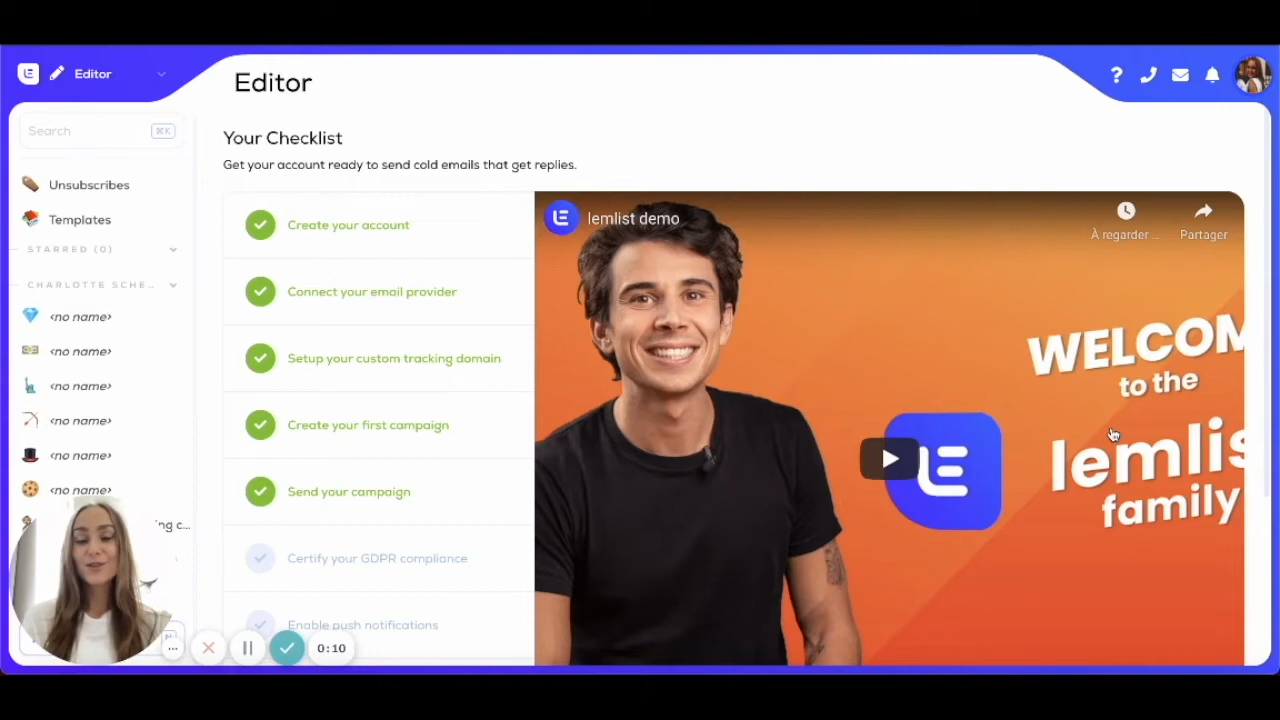 Editor
Editor
Search
⌘K
Your Checklist
Get your account ready to send cold emails that get replies.
Unsubscribes
Templates
STARRED (0)
CHARLOTTE SCHE...
<no name>
<no name>
<no name>
<no name>
<no name>
<no name>
ng c...
Create your account
Connect your email provider
Setup your custom tracking domain
Create your first campaign
Send your campaign
Certify your GDPR compliance
Enable push notifications
lemlist demo
À regarder ...
Partager
WELCOM
to the
lemlis
family
0:10